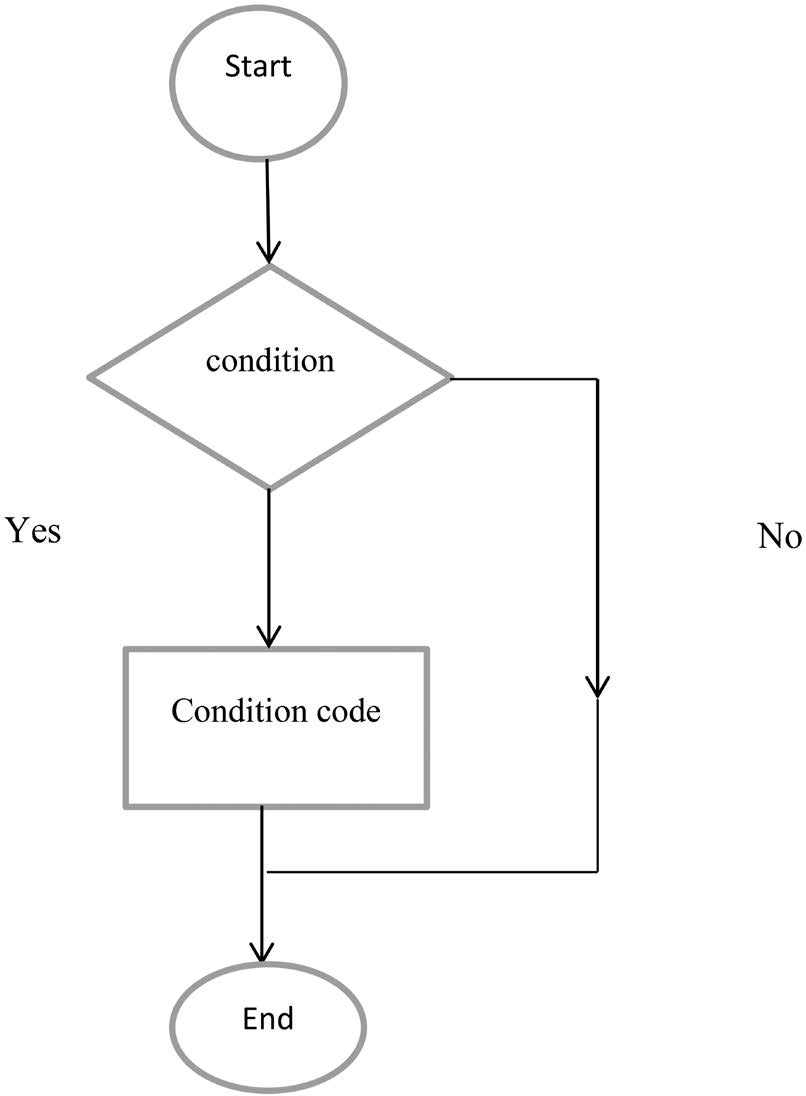 Start
condition
Yes
No
Condition code
End